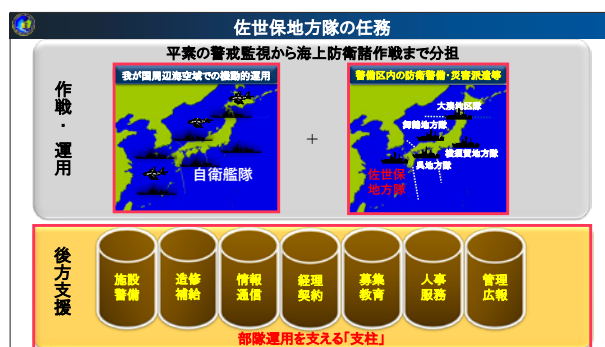 佐世保地方隊の任務
平素の警戒監視から海上防衛諸作戦まで分担
作戦・運用
我が国周辺海空域での機動的運用
自衛艦隊
+
警備区内の防衛警備・災害派遣等
大湊地方隊
舞鶴地方隊
横須賀地方隊
呉地方隊
佐世保
地方隊
後方支援
施設
警備
造修
補給
情報
通信
経理
契約
募集
教育
人事
服務
管理
広報
部隊運用を支える「支柱」